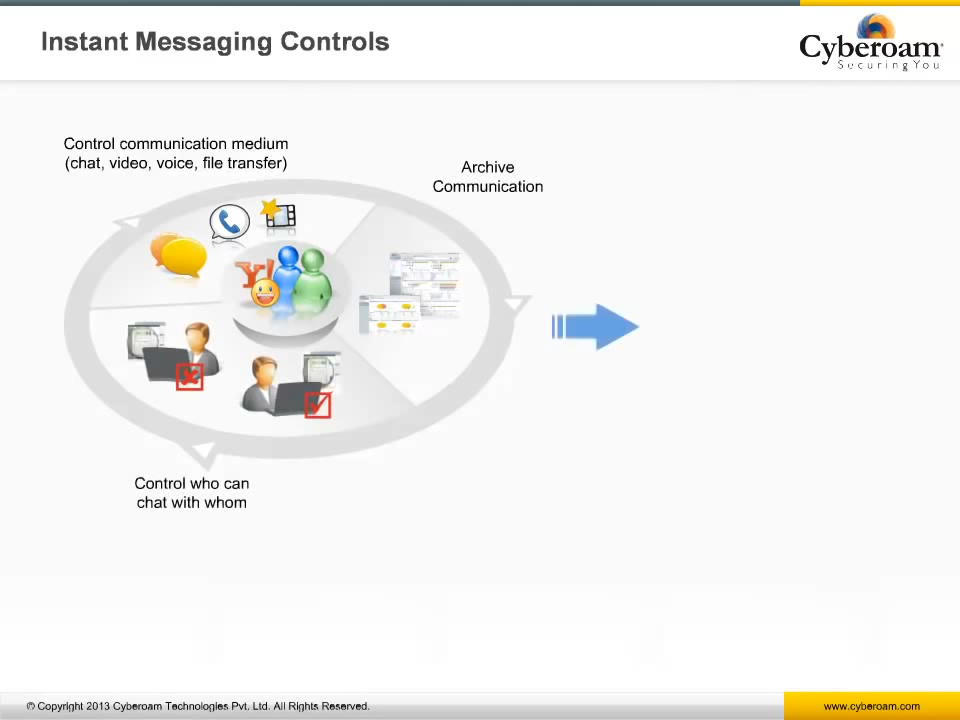 Instant Messaging Controls
Cyberoam
Securing You
Control communication medium
(chat, video, voice, file transfer)
Archive
Communication
Y!
Control who can
chat with whom
© Copyright 2013 Cyberoam Technologies Pvt. Ltd. All Rights Reserved.
www.cyberoam.com